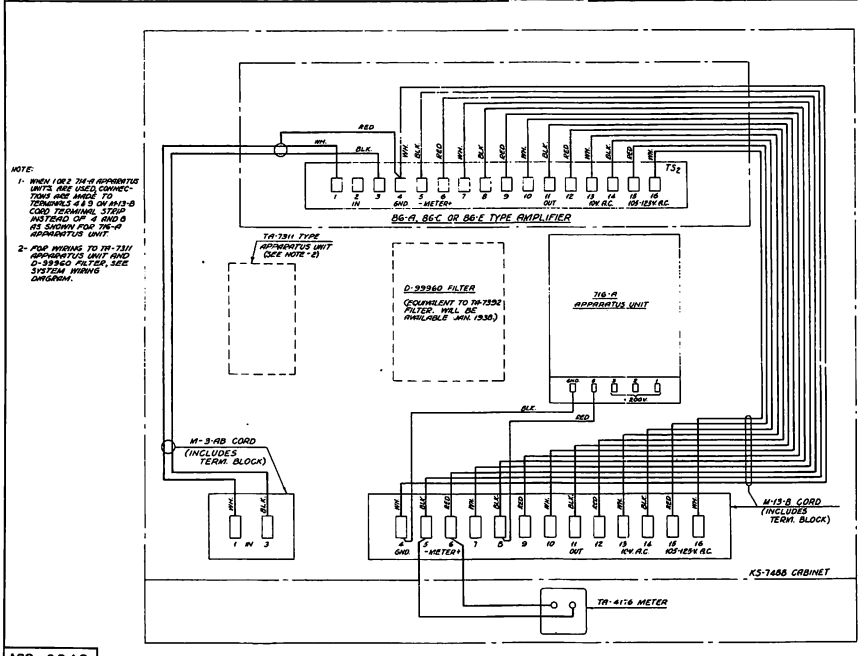 NOTE:
1- WHEN 1 OR 2 714-A APPARATUS
UNITS ARE USED, CONNEC-
TIONS ARE MADE TO
TERMINALS 4 & 9 ON M-13-B
CORD TERMINAL STRIP
INSTEAD OF 4 AND 8
AS SHOWN FOR 716-A
APPARATUS UNIT.
2- FOR WIRING TO TA-7311
APPARATUS UNIT AND
D-99960 FILTER, SEE
SYSTEM WIRING
DIAGRAM.
RED
WH.
BLK.
WH. BLK. RED WH. BLK. RED WH. BLK. RED WH. BLK. RED WH.
TS2
1 2 3 4 5 6 7 8 9 10 11 12 13 14 15 16
IN GND. -METER+ OUT 10V. A.C. 105-125V. A.C.
86-A, 86-C OR 86-E TYPE AMPLIFIER
TA-7311 TYPE
APPARATUS UNIT
(SEE NOTE-2)
D-99960 FILTER
(EQUIVALENT TO TA-7392
FILTER. WILL BE
AVAILABLE JAN. 1938.)
716-A
APPARATUS UNIT
GND. 8 3 2 1
200V.
BLK.
RED
M-3-AB CORD
(INCLUDES
TERM. BLOCK)
WH. BLK.
1 IN 3
WH. BLK. RED WH. BLK. RED WH. BLK. RED WH. BLK. RED WH.
4 5 6 7 8 9 10 11 12 13 14 15 16
GND. -METER+ OUT 10V. A.C. 105-125V. A.C.
M-13-B CORD
(INCLUDES
TERM. BLOCK)
KS-7488 CABINET
TA-4176 METER